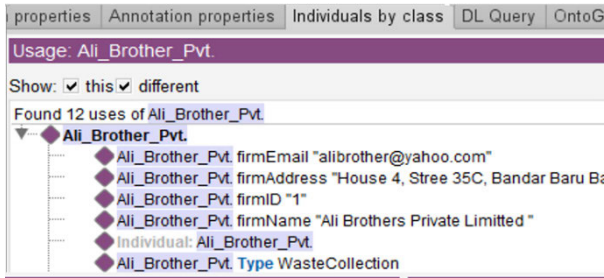 properties Annotation properties Individuals by class DL Query OntoG
Usage: Ali_Brother_Pvt.
Show: this different
Found 12 uses of Ali_Brother_Pvt.
Ali_Brother_Pvt.
Ali_Brother_Pvt. firmEmail "alibrother@yahoo.com"
Ali_Brother_Pvt. firmAddress "House 4, Stree 35C, Bandar Baru Ba
Ali_Brother_Pvt. firmID "1"
Ali_Brother_Pvt. firmName "Ali Brothers Private Limitted "
Individual: Ali_Brother_Pvt.
Ali_Brother_Pvt. Type WasteCollection